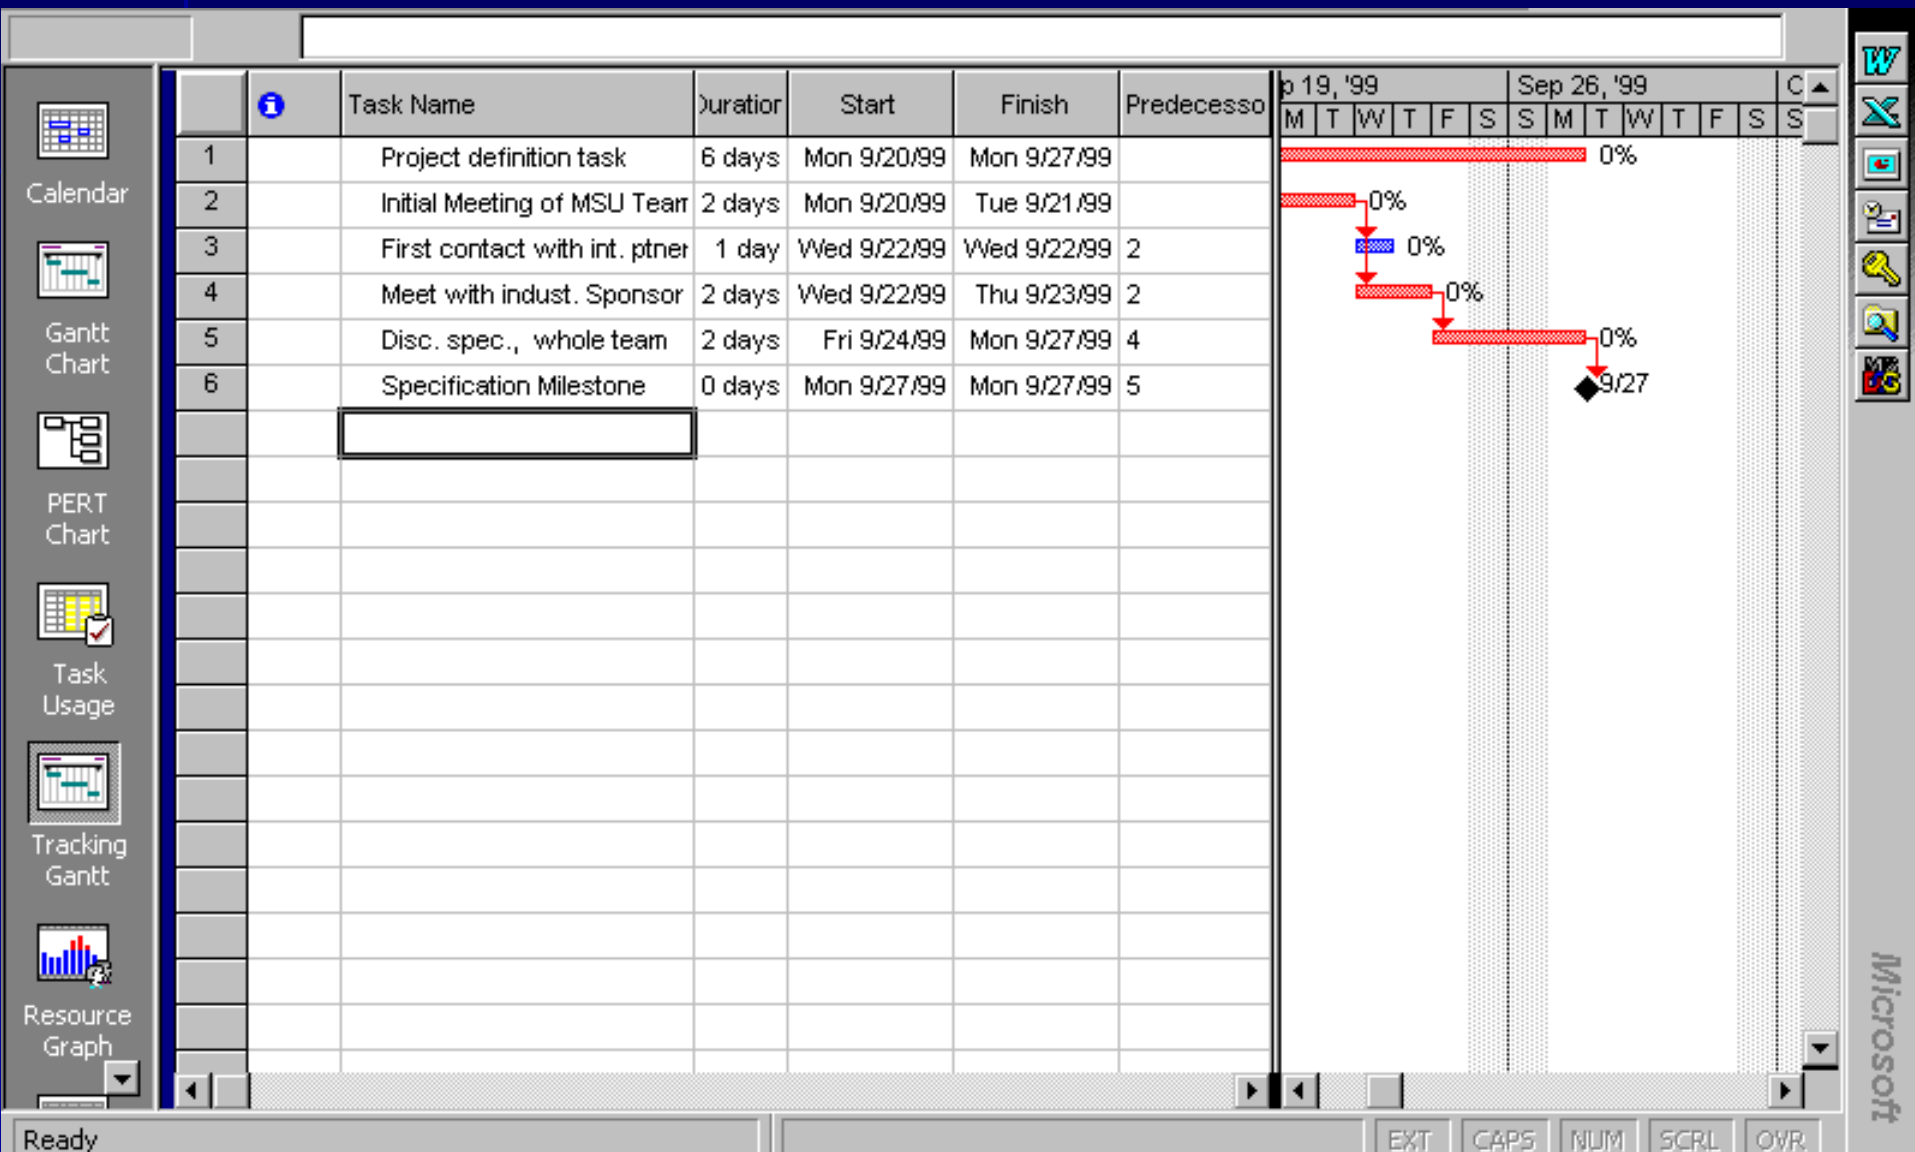 Task Name Duration Start Finish Predecesso
p 19, '99 Sep 26, '99
M T W T F S S M T W T F S S
1 Project definition task 6 days Mon 9/20/99 Mon 9/27/99 0%
2 Initial Meeting of MSU Team 2 days Mon 9/20/99 Tue 9/21/99 0%
3 First contact with int. ptner 1 day Wed 9/22/99 Wed 9/22/99 2 0%
4 Meet with indust. Sponsor 2 days Wed 9/22/99 Thu 9/23/99 2 0%
5 Disc. spec., whole team 2 days Fri 9/24/99 Mon 9/27/99 4 0%
6 Specification Milestone 0 days Mon 9/27/99 Mon 9/27/99 5 9/27
Calendar
Gantt
Chart
PERT
Chart
Task
Usage
Tracking
Gantt
Resource
Graph
Ready
EXT CAPS NUM SCRL OVR
W
X
Microsoft